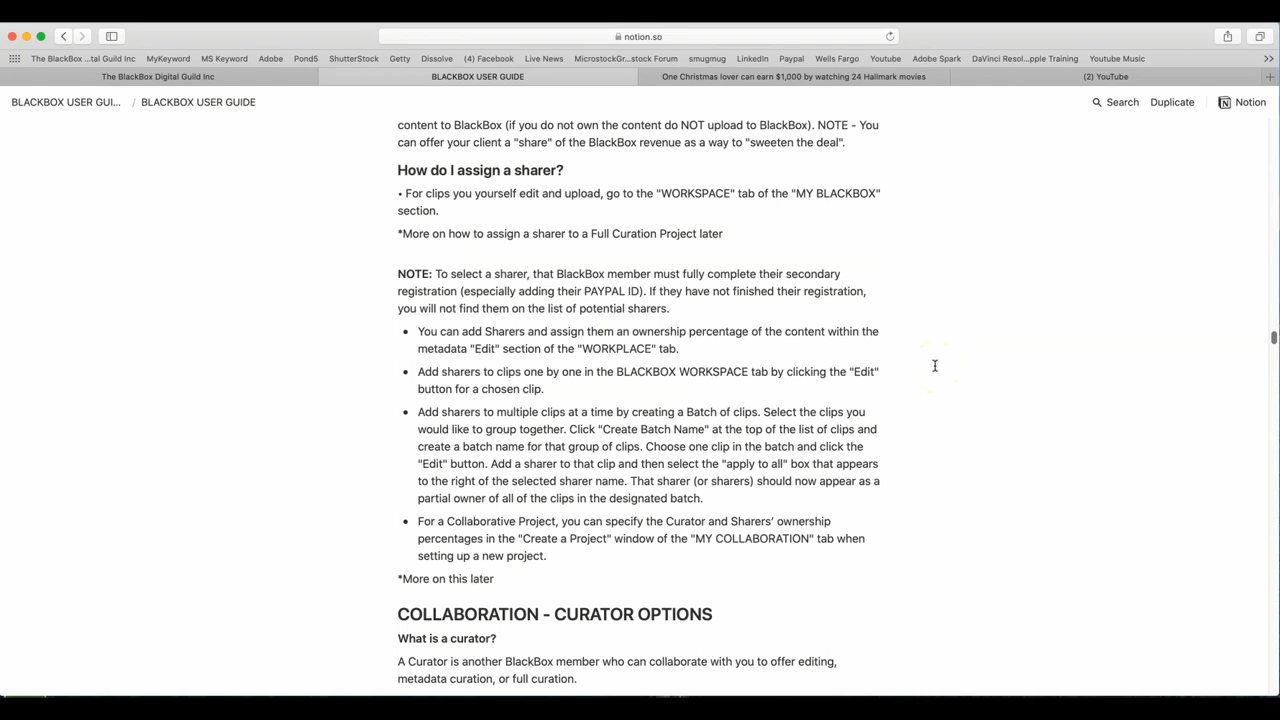 notion.so
The BlackBox ...tal Guild Inc MyKeyword MS Keyword Adobe Pond5 ShutterStock Getty Dissolve (4) Facebook Live News MicrostockGr...stock Forum smugmug LinkedIn Paypal Wells Fargo Youtube Adobe Spark DaVinci Resol...pple Training Youtube Music
The BlackBox Digital Guild Inc BLACKBOX USER GUIDE One Christmas lover can earn $1,000 by watching 24 Hallmark movies (2) YouTube
BLACKBOX USER GUI... / BLACKBOX USER GUIDE Search Duplicate Notion
content to BlackBox (if you do not own the content do NOT upload to BlackBox). NOTE - You
can offer your client a "share" of the BlackBox revenue as a way to "sweeten the deal".
How do I assign a sharer?
• For clips you yourself edit and upload, go to the "WORKSPACE" tab of the "MY BLACKBOX"
section.
*More on how to assign a sharer to a Full Curation Project later
NOTE: To select a sharer, that BlackBox member must fully complete their secondary
registration (especially adding their PAYPAL ID). If they have not finished their registration,
you will not find them on the list of potential sharers.
• You can add Sharers and assign them an ownership percentage of the content within the
metadata "Edit" section of the "WORKPLACE" tab.
• Add sharers to clips one by one in the BLACKBOX WORKSPACE tab by clicking the "Edit"
button for a chosen clip.
• Add sharers to multiple clips at a time by creating a Batch of clips. Select the clips you
would like to group together. Click "Create Batch Name" at the top of the list of clips and
create a batch name for that group of clips. Choose one clip in the batch and click the
"Edit" button. Add a sharer to that clip and then select the "apply to all" box that appears
to the right of the selected sharer name. That sharer (or sharers) should now appear as a
partial owner of all of the clips in the designated batch.
• For a Collaborative Project, you can specify the Curator and Sharers' ownership
percentages in the "Create a Project" window of the "MY COLLABORATION" tab when
setting up a new project.
*More on this later
COLLABORATION - CURATOR OPTIONS
What is a curator?
A Curator is another BlackBox member who can collaborate with you to offer editing,
metadata curation, or full curation.